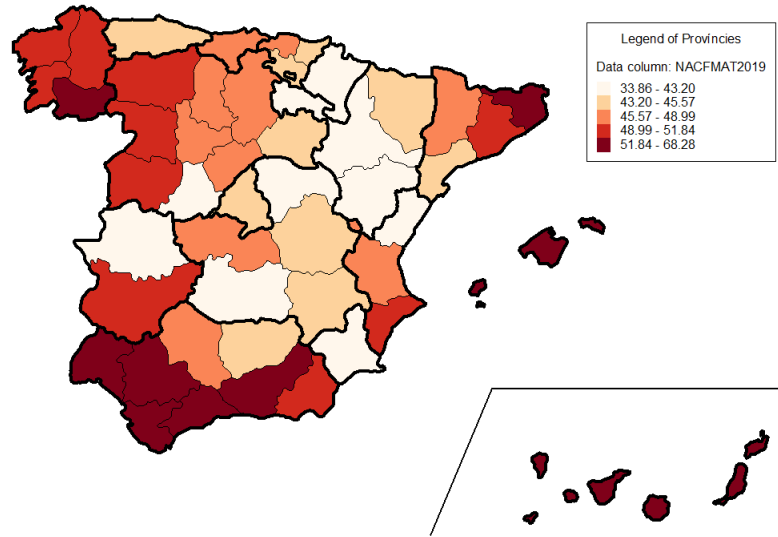 Legend of Provincies
Data column: NACFMAT2019
33.86 - 43.20
43.20 - 45.57
45.57 - 48.99
48.99 - 51.84
51.84 - 68.28